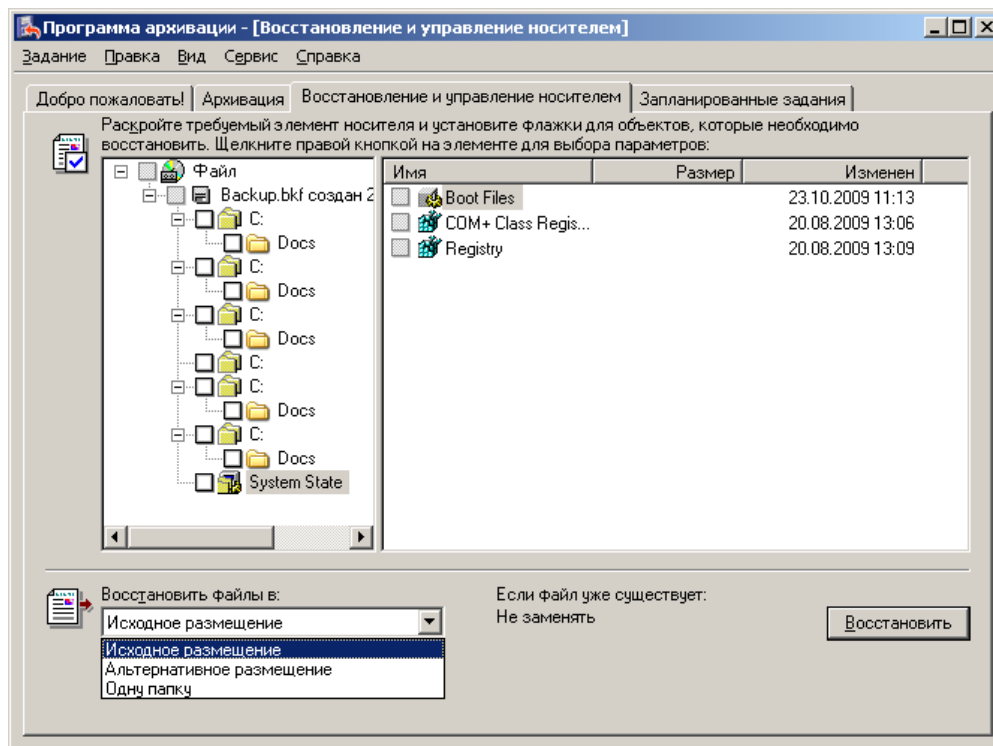 Программа архивации - [Восстановление и управление носителем]
Задание Правка Вид Сервис Справка
Добро пожаловать! Архивация Восстановление и управление носителем Запланированные задания
Раскройте требуемый элемент носителя и установите флажки для объектов, которые необходимо
восстановить. Щелкните правой кнопкой на элементе для выбора параметров:
Файл
Backup.bkf создан 2
C:
Docs
C:
Docs
C:
Docs
C:
C:
Docs
C:
Docs
System State
Имя Размер Изменен
Boot Files 23.10.2009 11:13
COM+ Class Regis... 20.08.2009 13:06
Registry 20.08.2009 13:09
Восстановить файлы в:
Исходное размещение
Исходное размещение
Альтернативное размещение
Одну папку
Если файл уже существует:
Не заменять
Восстановить